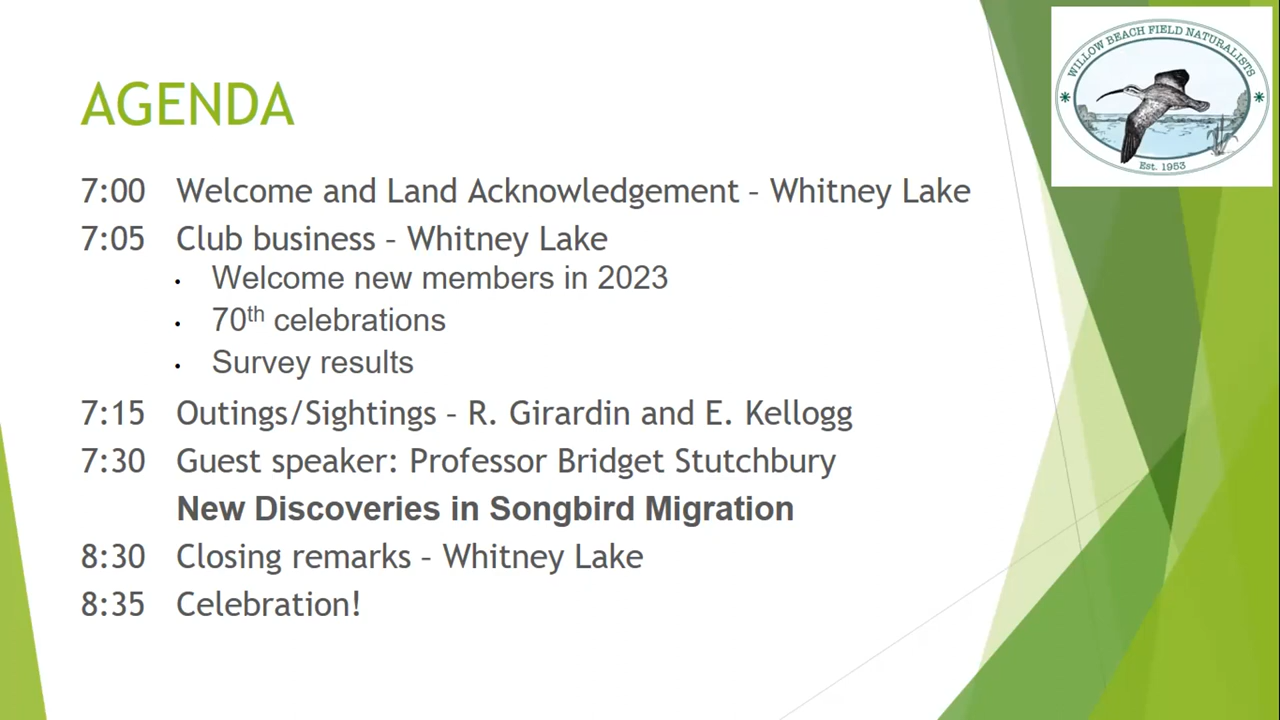 WILLOW BEACH FIELD NATURALISTS
Est. 1953
AGENDA
7:00 Welcome and Land Acknowledgement – Whitney Lake
7:05 Club business – Whitney Lake
• Welcome new members in 2023
• 70th celebrations
• Survey results
7:15 Outings/Sightings – R. Girardin and E. Kellogg
7:30 Guest speaker: Professor Bridget Stutchbury
New Discoveries in Songbird Migration
8:30 Closing remarks – Whitney Lake
8:35 Celebration!